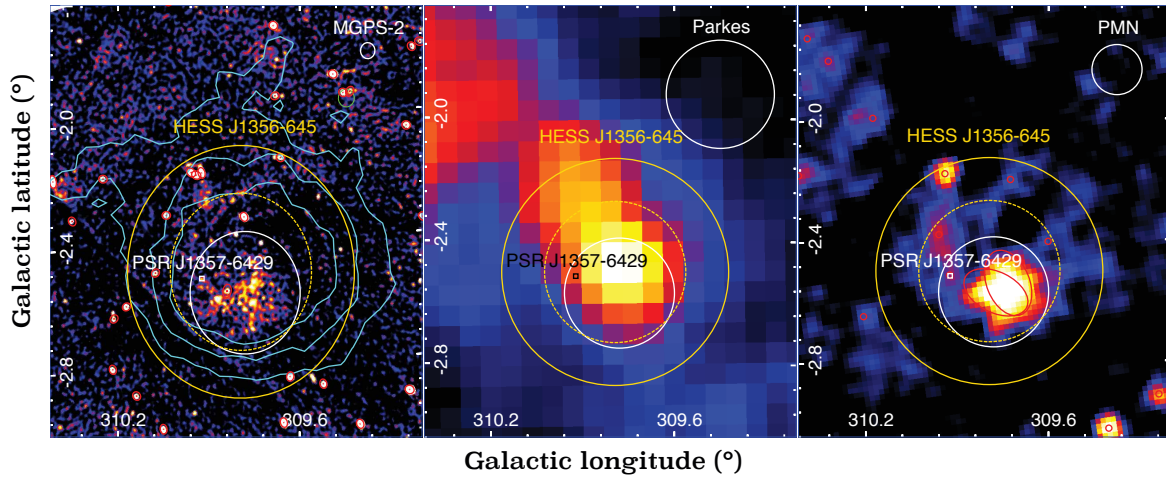 MGPS-2
HESS J1356-645
PSR J1357-6429
-2.0
-2.4
-2.8
310.2
309.6
Parkes
HESS J1356-645
PSR J1357-6429
-2.0
-2.4
-2.8
310.2
309.6
PMN
HESS J1356-645
PSR J1357-6429
-2.0
-2.4
-2.8
310.2
309.6
Galactic latitude (°)
Galactic longitude (°)